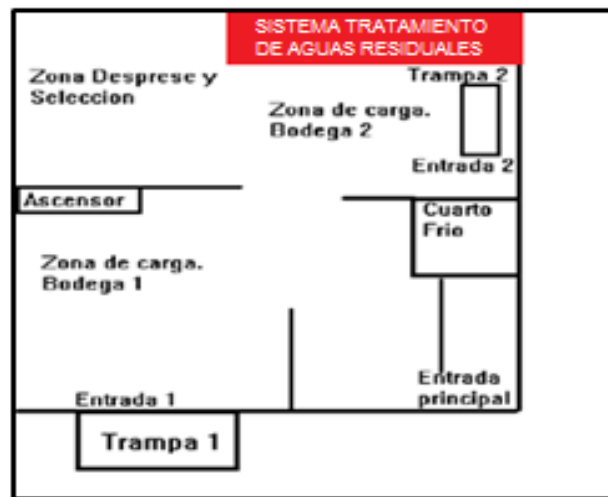 SISTEMA TRATAMIENTO
DE AGUAS RESIDUALES
Zona Desprese y
Seleccion
Trampa 2
Zona de carga.
Bodega 2
Entrada 2
Ascensor
Cuarto
Frio
Zona de carga.
Bodega 1
Entrada 1
Entrada
principal
Trampa 1